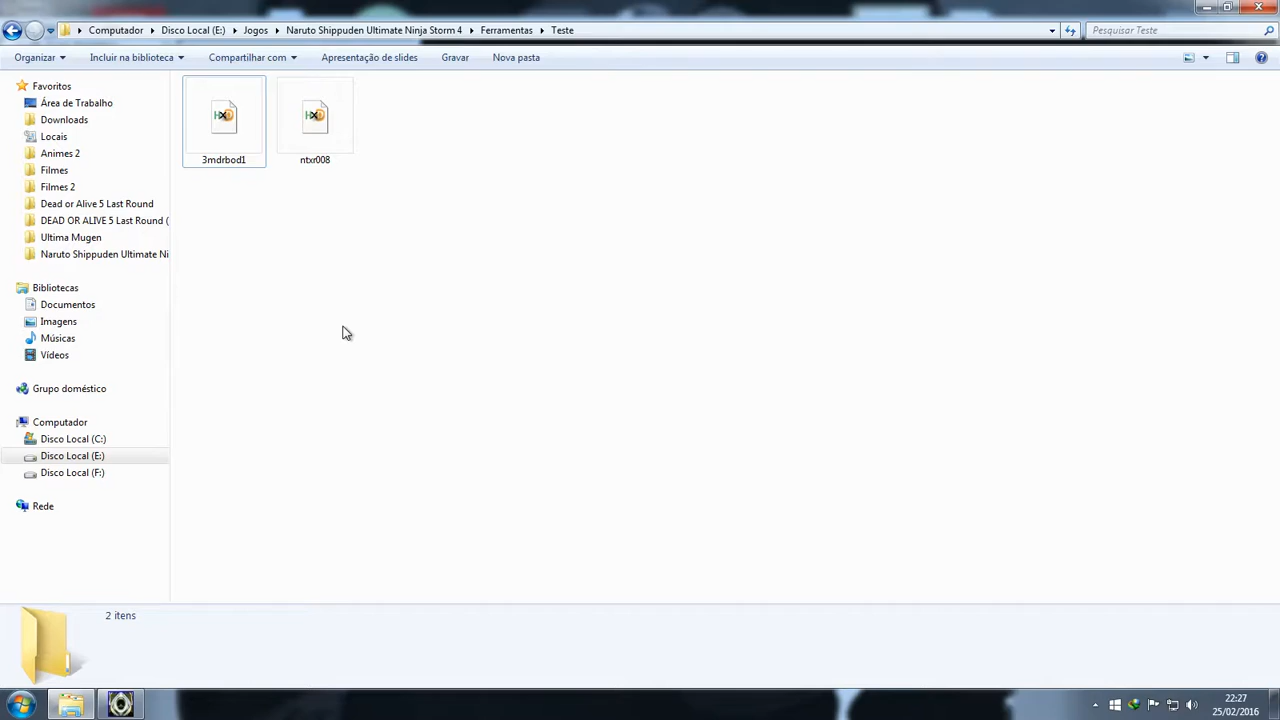 Computador Disco Local (E:) Jogos Naruto Shippuden Ultimate Ninja Storm 4 Ferramentas Teste
Pesquisar Teste
Organizar Incluir na biblioteca Compartilhar com Apresentação de slides Gravar Nova pasta
Favoritos
Área de Trabalho
Downloads
Locais
Animes 2
Filmes
Filmes 2
Dead or Alive 5 Last Round
DEAD OR ALIVE 5 Last Round (
Ultima Mugen
Naruto Shippuden Ultimate Ni
Bibliotecas
Documentos
Imagens
Músicas
Vídeos
Grupo doméstico
Computador
Disco Local (C:)
Disco Local (E:)
Disco Local (F:)
Rede
3mdrbod1
ntxr008
2 itens
22:27
25/02/2016